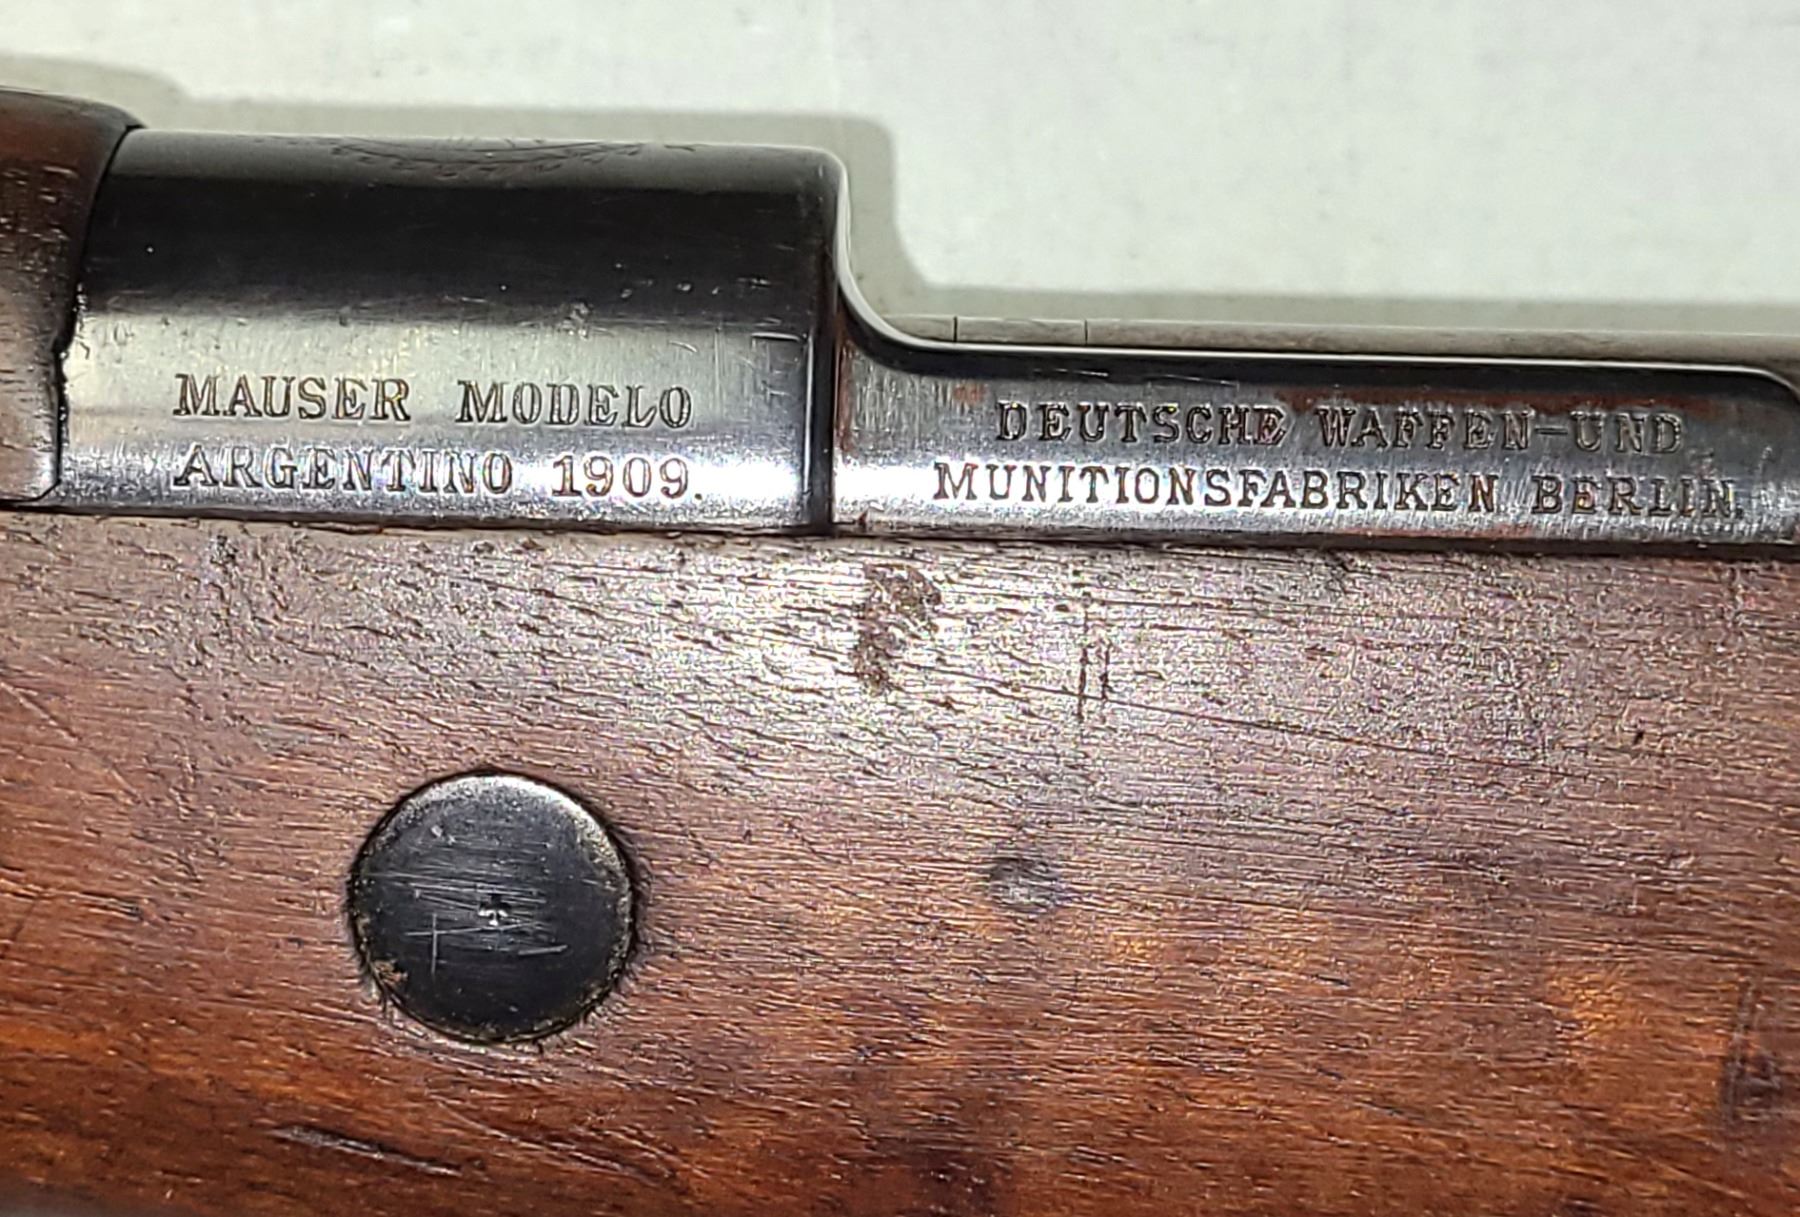 MAUSER MODELO
ARGENTINO 1909.
DEUTSCHE WAFFEN-UND
MUNITIONSFABRIKEN BERLIN.